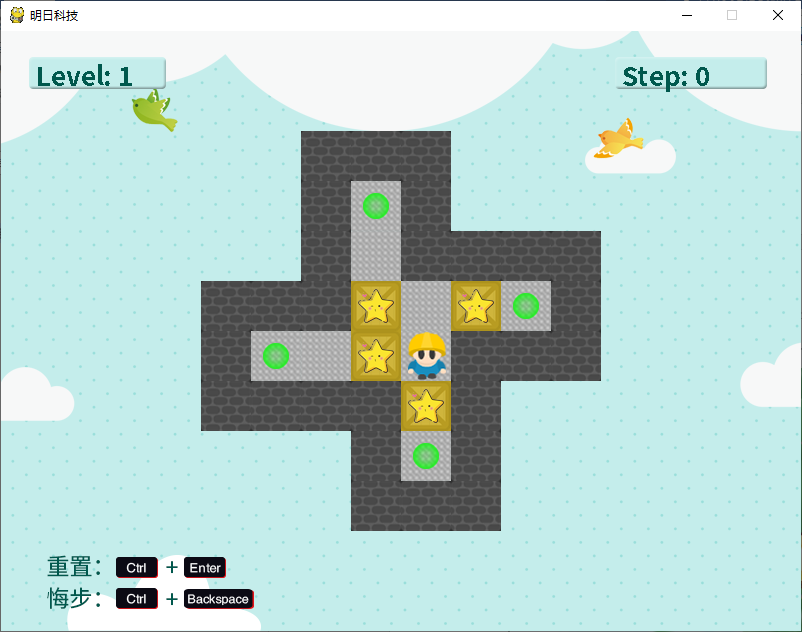 明日科技
Level: 1
Step: 0
重置： Ctrl + Enter
悔步： Ctrl + Backspace